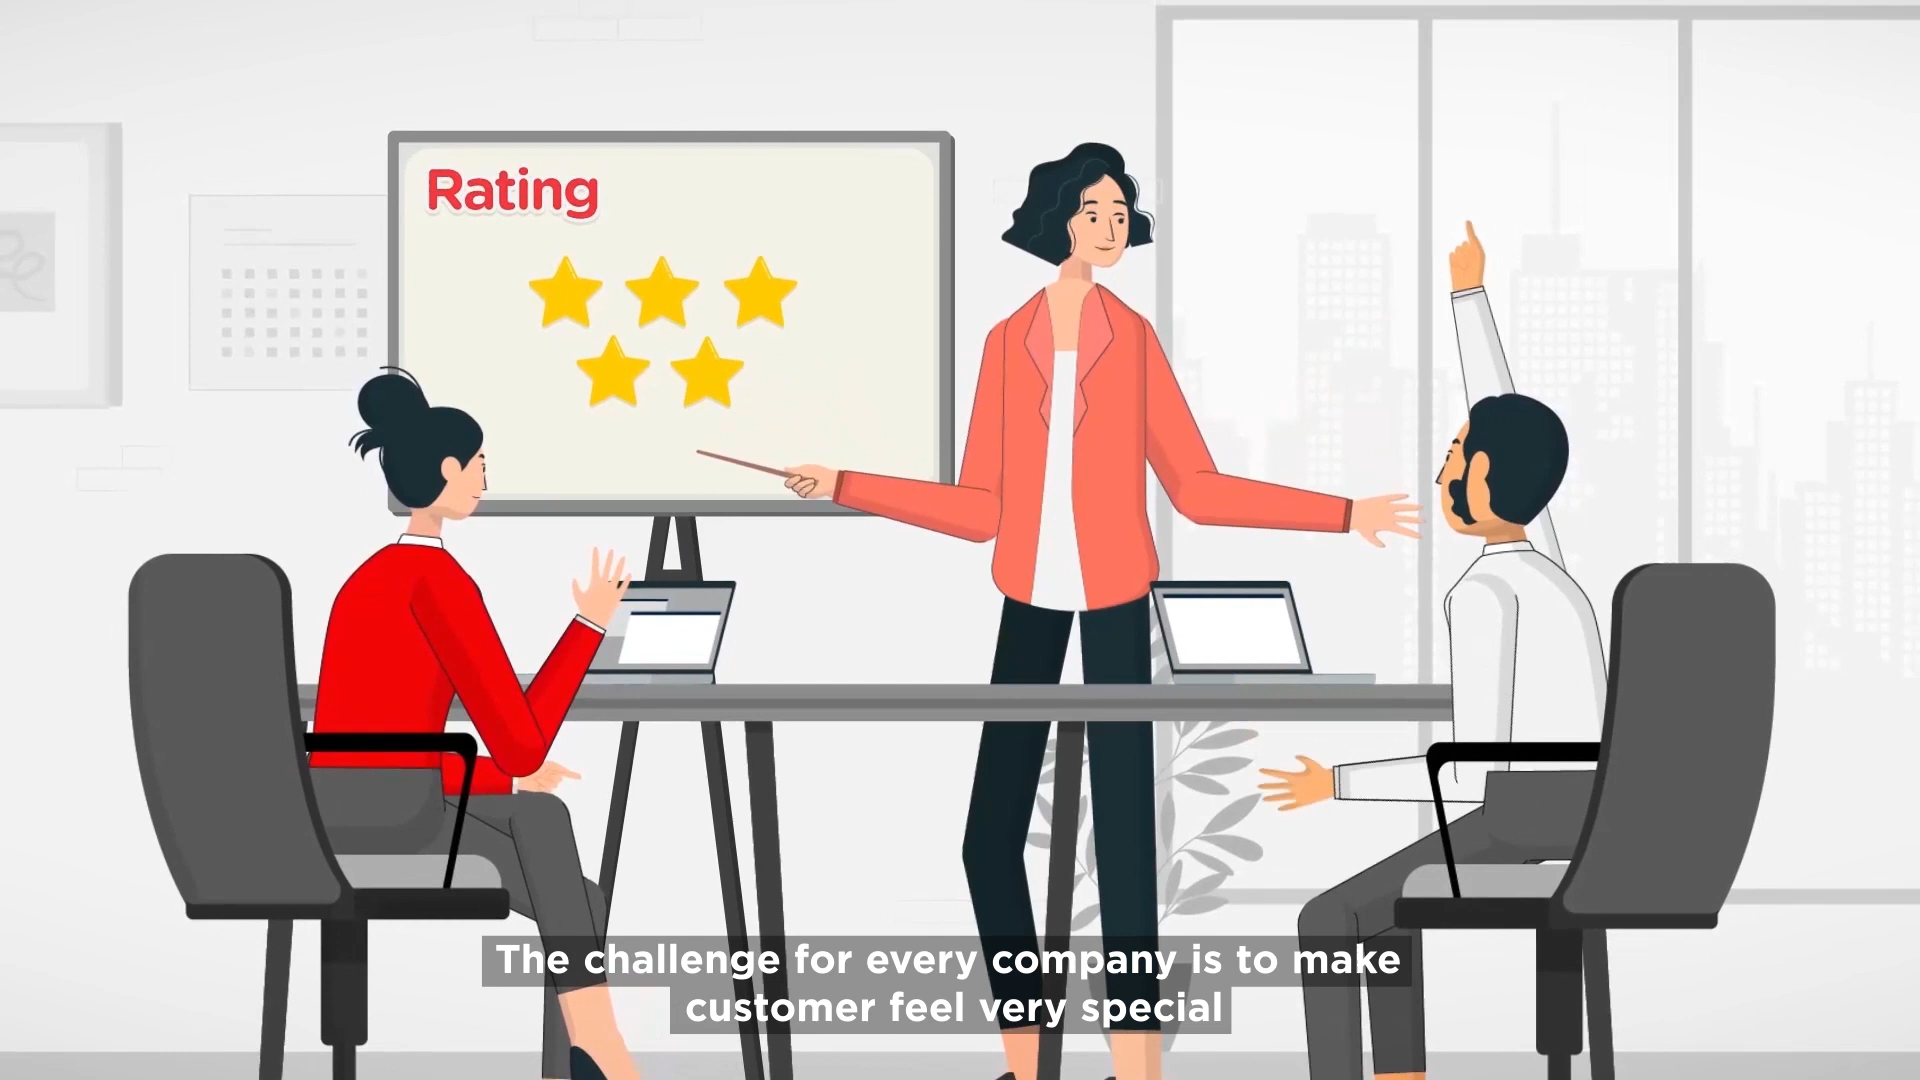 Rating
The challenge for every company is to make
customer feel very special